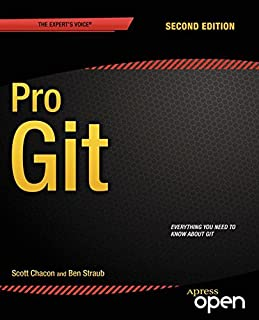 THE EXPERT'S VOICE®
SECOND EDITION
Pro
Git
EVERYTHING YOU NEED TO
KNOW ABOUT GIT
Scott Chacon and Ben Straub
Apress
open